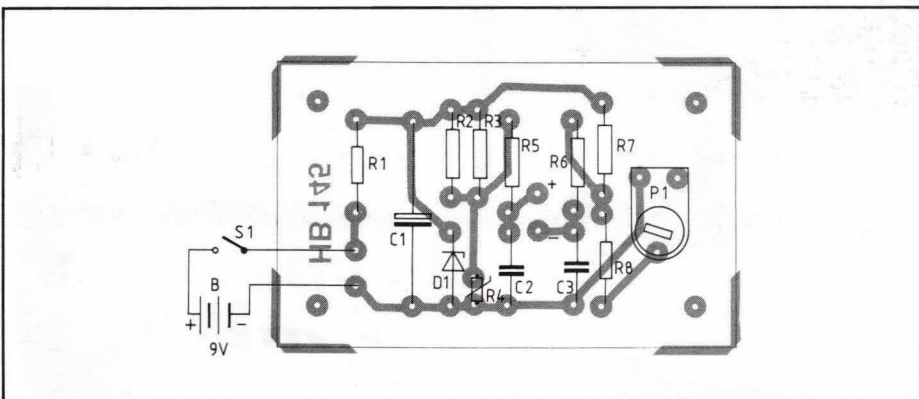 R2 R3
R5
R6
R7
R1
P1
+
HB-145
S1
C1
-
D1
C2
C3
R8
R4
B
+ -
9V